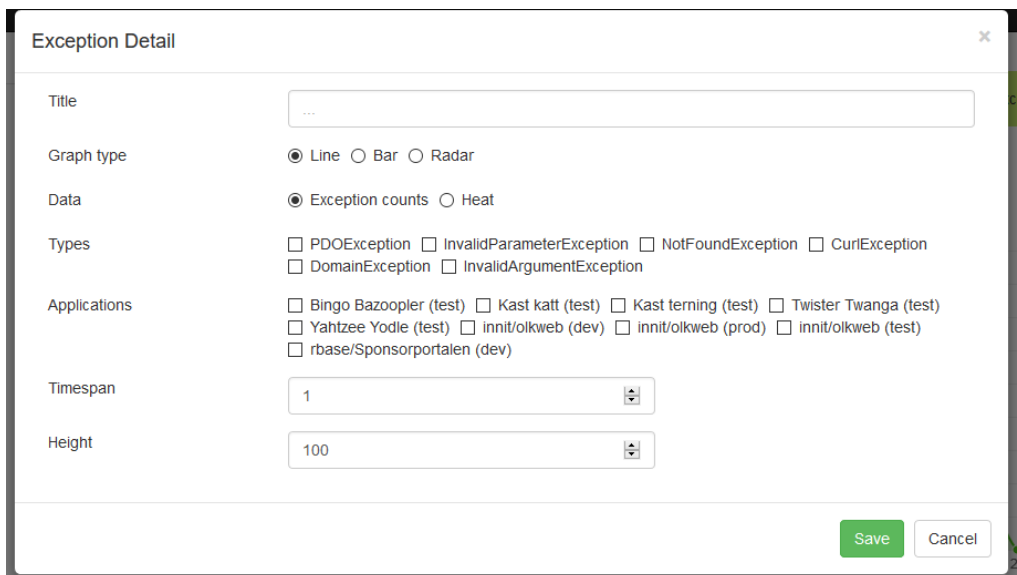 Exception Detail ×
Title ...
Graph type Line Bar Radar
Data Exception counts Heat
Types PDOException InvalidParameterException NotFoundException CurlException
DomainException InvalidArgumentException
Applications Bingo Bazoopler (test) Kast katt (test) Kast terning (test) Twister Twanga (test)
Yahtzee Yodle (test) innit/olkweb (dev) innit/olkweb (prod) innit/olkweb (test)
rbase/Sponsorportalen (dev)
Timespan 1
Height 100
Save Cancel